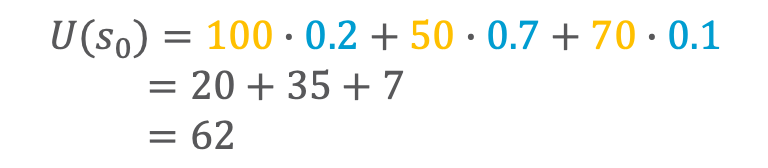 U(s₀) = 100 · 0.2 + 50 · 0.7 + 70 · 0.1
= 20 + 35 + 7
= 62